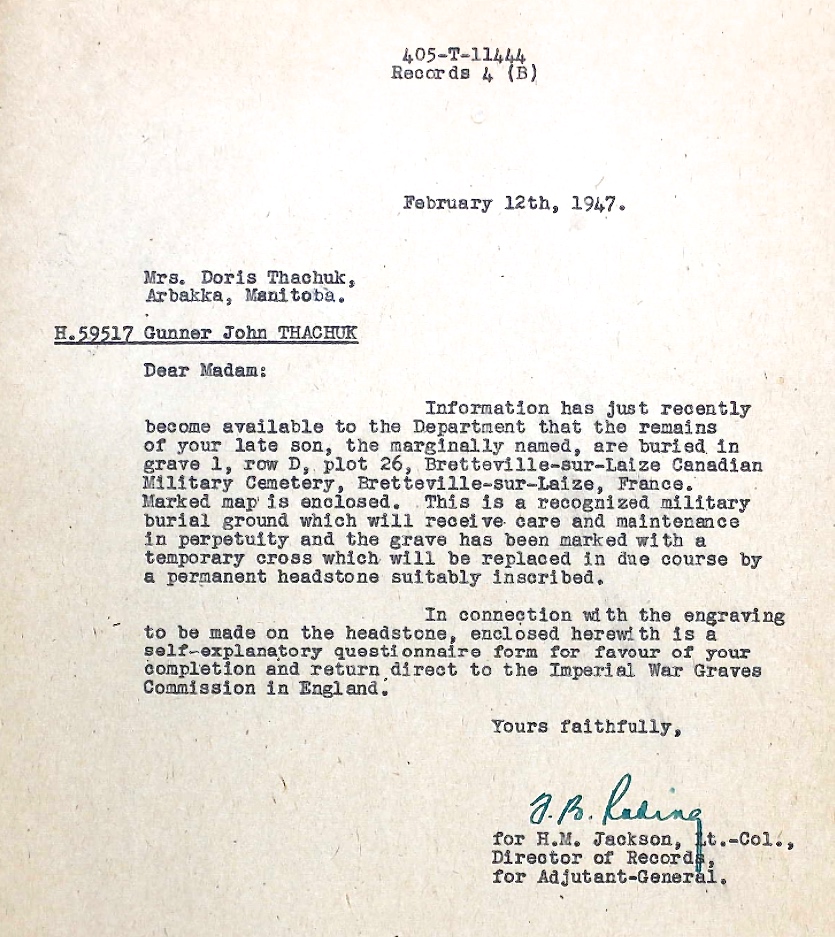 405-T-11444
Records 4 (B)
February 12th, 1947.
Mrs. Doris Thachuk,
Arbakka, Manitoba.
H.59517 Gunner John THACHUK
Dear Madam:
Information has just recently
become available to the Department that the remains
of your late son, the marginally named, are buried in
grave 1, row D, plot 26, Bretteville-sur-Laize Canadian
Military Cemetery, Bretteville-sur-Laize, France.
Marked map is enclosed. This is a recognized military
burial ground which will receive care and maintenance
in perpetuity and the grave has been marked with a
temporary cross which will be replaced in due course by
a permanent headstone suitably inscribed.
In connection with the engraving
to be made on the headstone, enclosed herewith is a
self-explanatory questionnaire form for favour of your
completion and return direct to the Imperial War Graves
Commission in England.
Yours faithfully,
for H.M. Jackson, Lt.-Col.,
Director of Records,
for Adjutant-General.